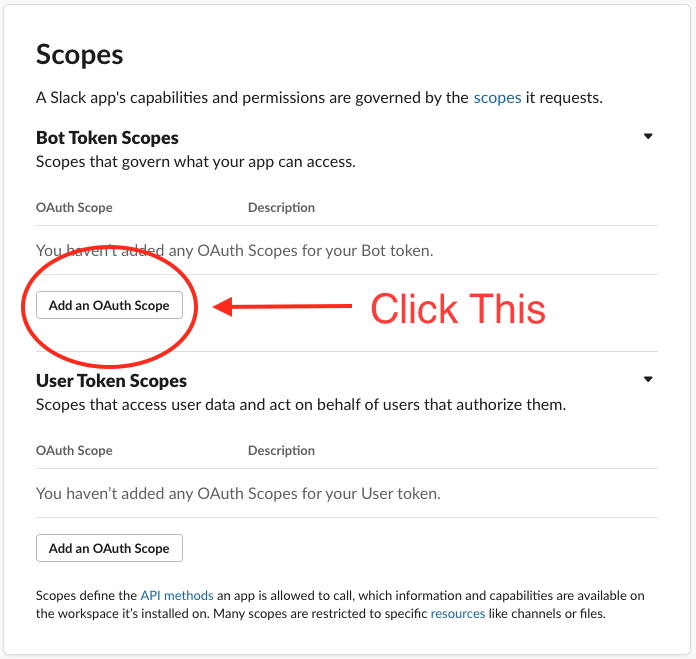 Scopes
A Slack app's capabilities and permissions are governed by the scopes it requests.
Bot Token Scopes
Scopes that govern what your app can access.
OAuth Scope Description
You haven't added any OAuth Scopes for your Bot token.
Add an OAuth Scope Click This
User Token Scopes
Scopes that access user data and act on behalf of users that authorize them.
OAuth Scope Description
You haven’t added any OAuth Scopes for your User token.
Add an OAuth Scope
Scopes define the API methods an app is allowed to call, which information and capabilities are available on
the workspace it’s installed on. Many scopes are restricted to specific resources like channels or files.